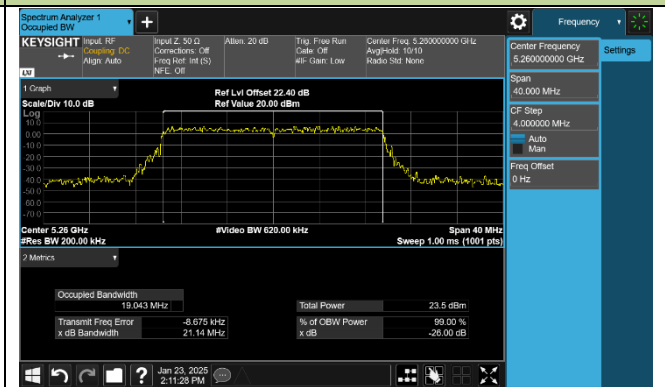 Spectrum Analyzer 1
Occupied BW
+
Frequency
KEYSIGHT
Input: RF
Coupling: DC
Align: Auto
Input Z: 50 Ω
Corrections: Off
Freq Ref: Int (S)
NFE: Off
Atten: 20 dB
Trig: Free Run
Gate: Off
#IF Gain: Low
Center Freq: 5.260000000 GHz
Avg|Hold: 10/10
Radio Std: None
LXI
Center Frequency
5.260000000 GHz
Settings
Span
40.000 MHz
CF Step
4.000000 MHz
Auto
Man
Freq Offset
0 Hz
1 Graph
Scale/Div 10.0 dB
Ref Lvl Offset 22.40 dB
Ref Value 20.00 dBm
Log
10.0
0.00
-10.0
-20.0
-30.0
-40.0
-50.0
-60.0
-70.0
Center 5.26 GHz
#Video BW 620.00 kHz
Span 40 MHz
#Res BW 200.00 kHz
Sweep 1.00 ms (1001 pts)
2 Metrics
Occupied Bandwidth
19.043 MHz
Total Power
23.5 dBm
Transmit Freq Error
-8.675 kHz
% of OBW Power
99.00 %
x dB Bandwidth
21.14 MHz
x dB
-26.00 dB
?
Jan 23, 2025
2:11:28 PM